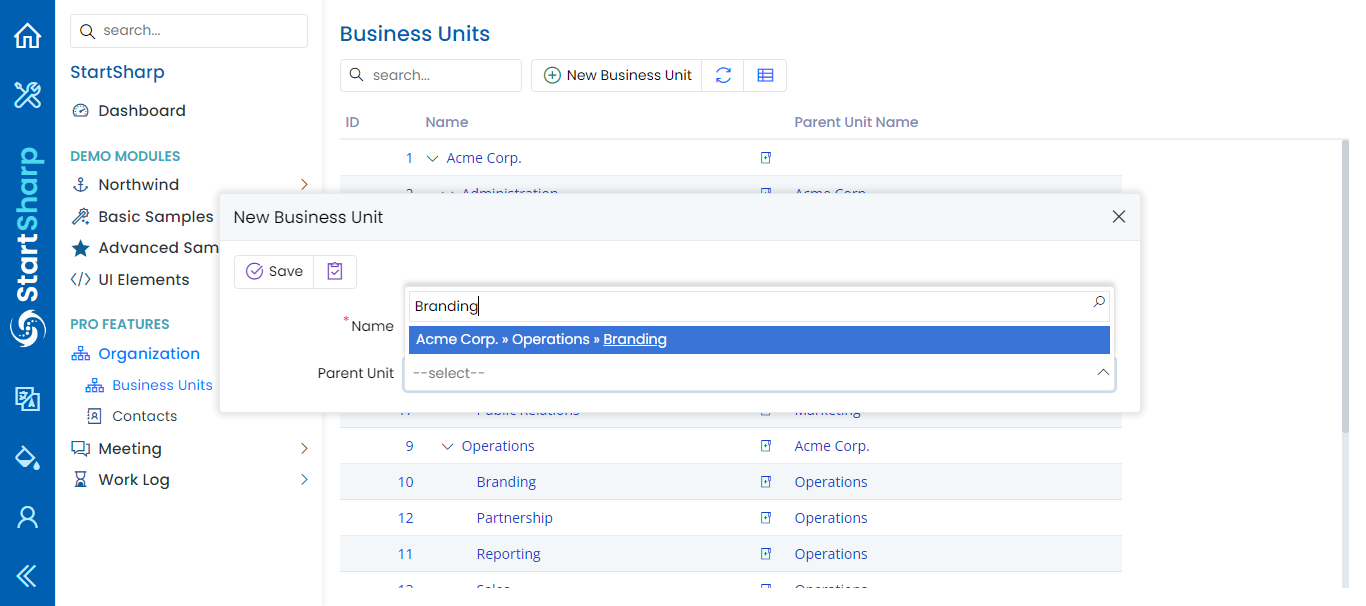 search...
StartSharp
Dashboard
DEMO MODULES
Northwind
Basic Samples
Advanced Sam
UI Elements
PRO FEATURES
Organization
Business Units
Contacts
Meeting
Work Log
StartSharp
Business Units
search...
New Business Unit
ID Name Parent Unit Name
1 Acme Corp.
2 Administration Acme Corp.
New Business Unit
Save
Branding
* Name
Acme Corp. » Operations » Branding
Parent Unit --select--
17 Public Relations Marketing
9 Operations Acme Corp.
10 Branding Operations
12 Partnership Operations
11 Reporting Operations
13 Sales Operations